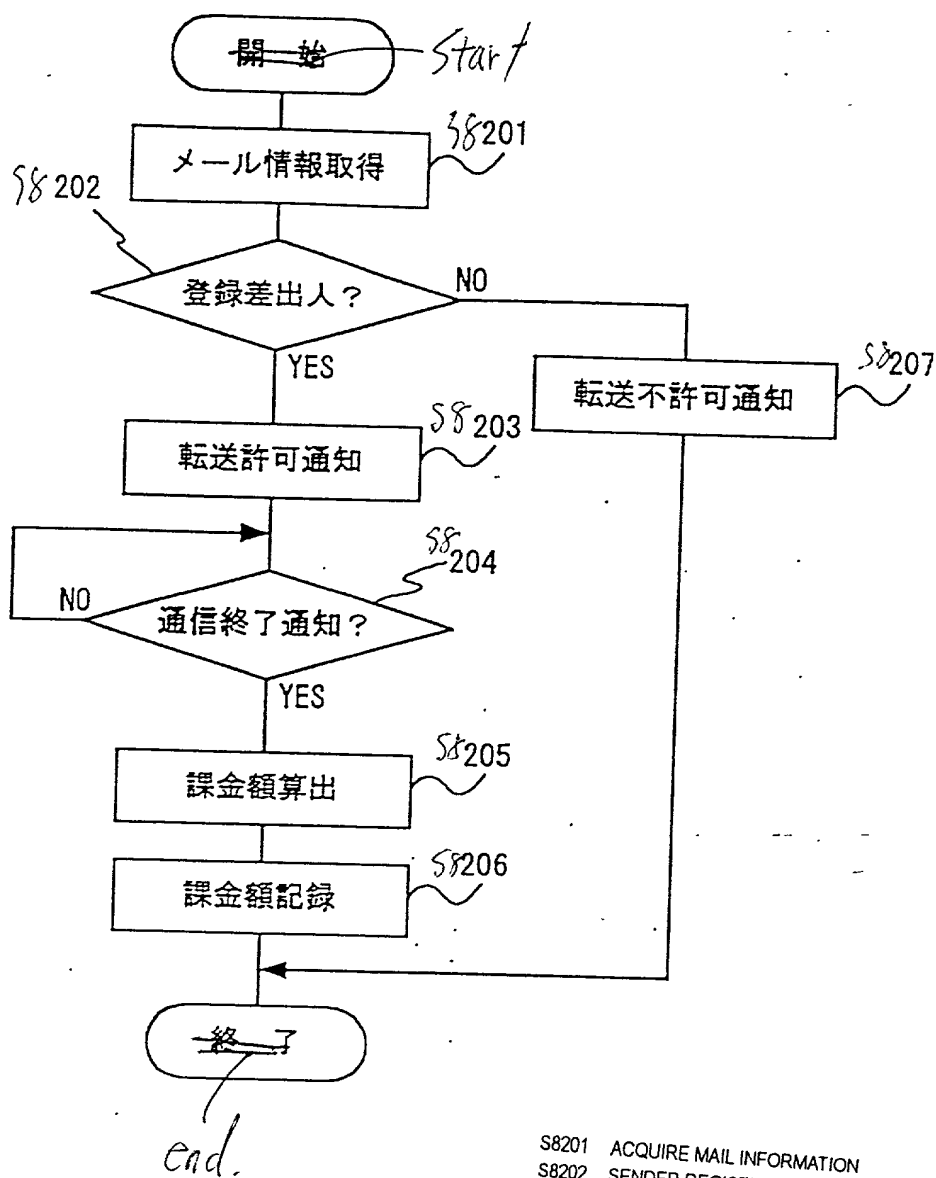 開始
Start
S8201
メール情報取得
S8202
登録差出人?
NO
YES
S8207
転送不許可通知
S8203
転送許可通知
S8204
NO
通信終了通知?
YES
S8205
課金額算出
S8206
課金額記録
終了
end.
S8201 ACQUIRE MAIL INFORMATION
S8202 SENDER